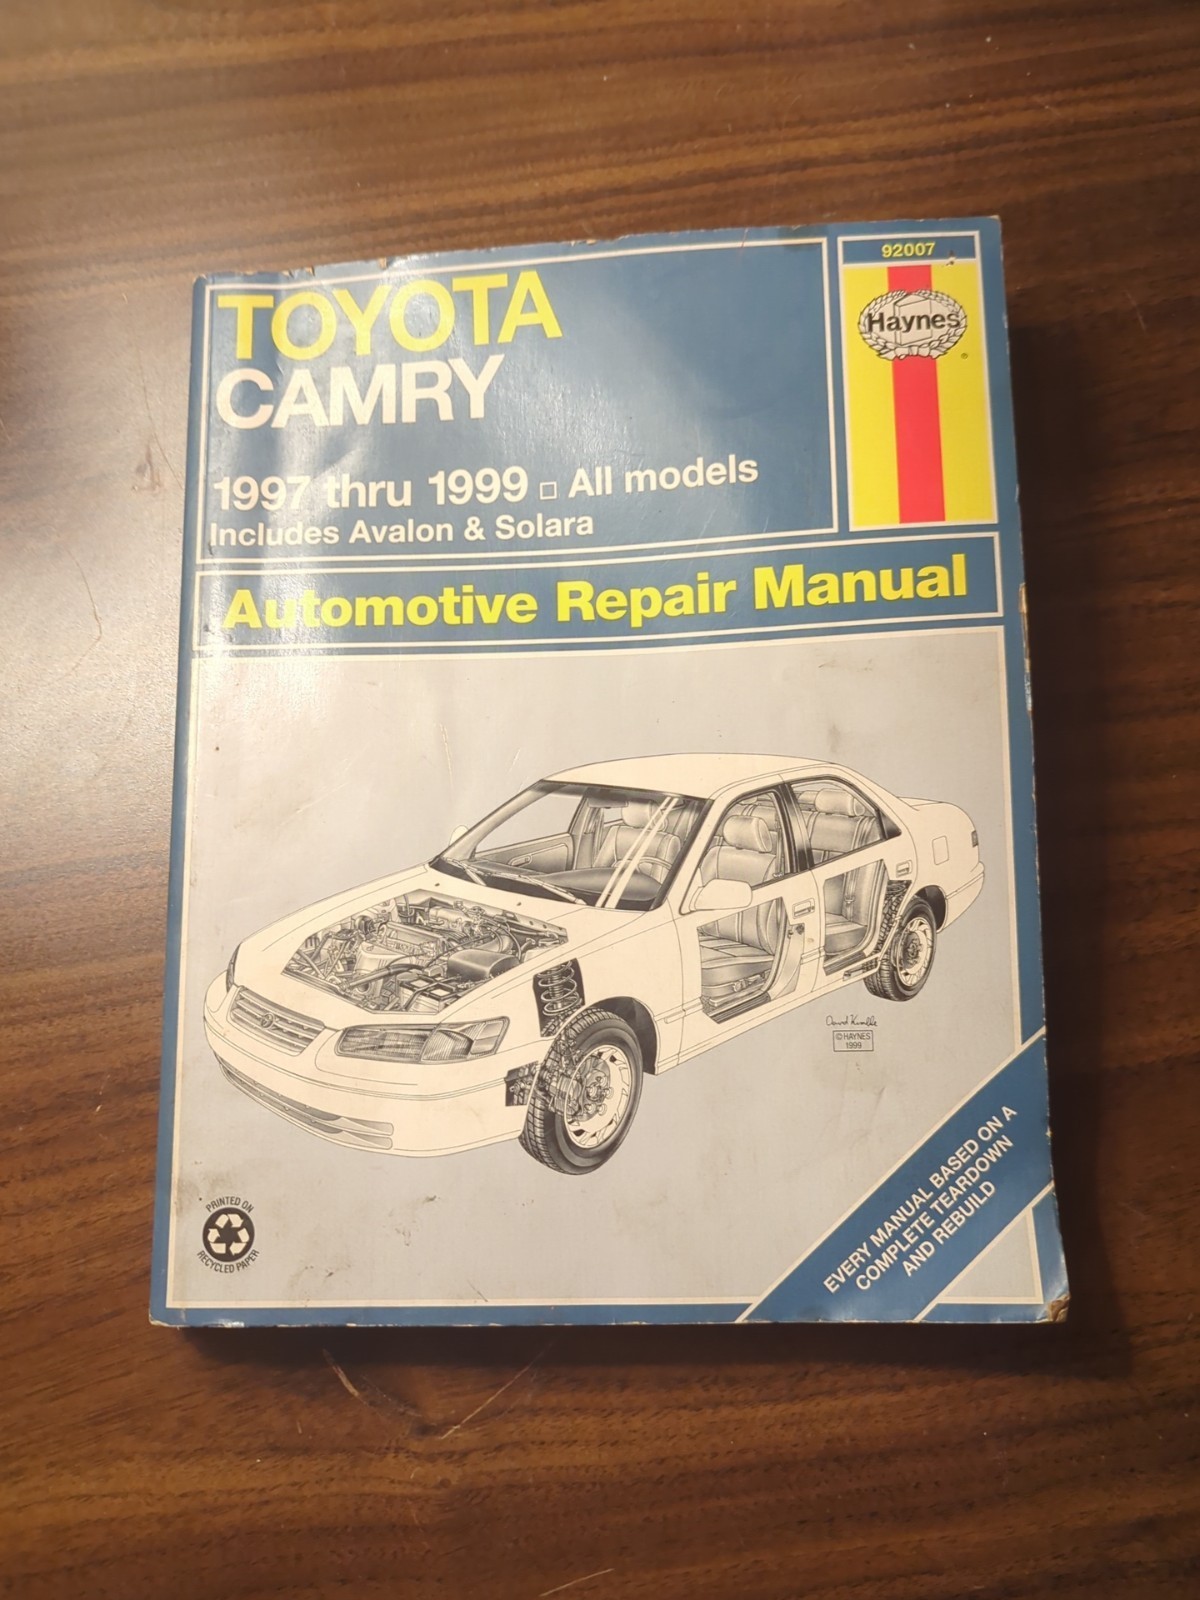 92007
Haynes
®
TOYOTA
CAMRY
1997 thru 1999 □ All models
Includes Avalon & Solara
Automotive Repair Manual
© HAYNES
1999
PRINTED ON
RECYCLED PAPER
EVERY MANUAL BASED ON A
COMPLETE TEARDOWN
AND REBUILD